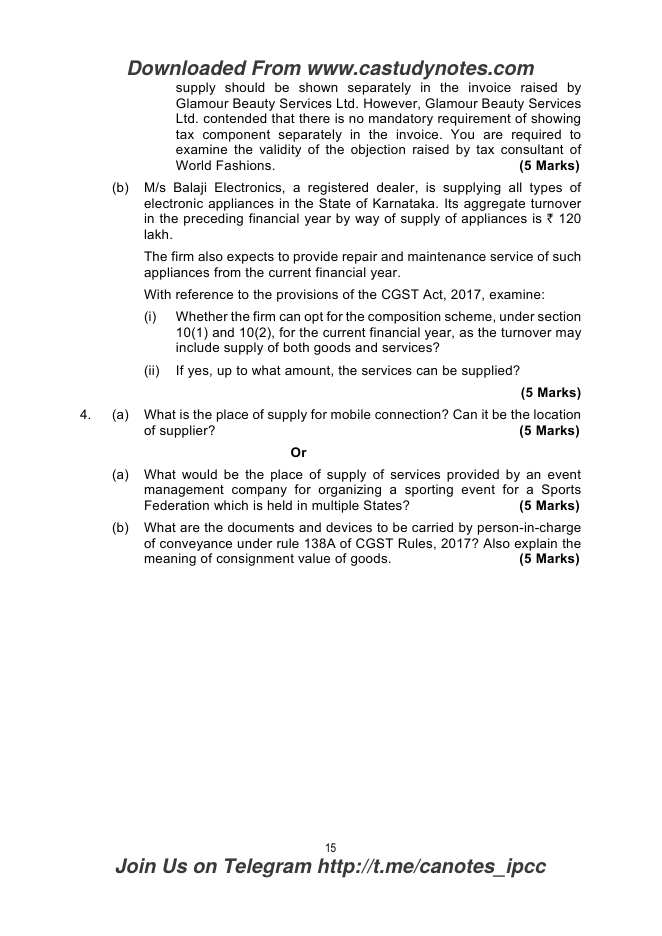 Downloaded From www.castudynotes.com
supply should be shown separately in the invoice raised by
Glamour Beauty Services Ltd. However, Glamour Beauty Services
Ltd. contended that there is no mandatory requirement of showing
tax component separately in the invoice. You are required to
examine the validity of the objection raised by tax consultant of
World Fashions. (5 Marks)
(b) M/s Balaji Electronics, a registered dealer, is supplying all types of
electronic appliances in the State of Karnataka. Its aggregate turnover
in the preceding financial year by way of supply of appliances is ₹ 120
lakh.
The firm also expects to provide repair and maintenance service of such
appliances from the current financial year.
With reference to the provisions of the CGST Act, 2017, examine:
(i) Whether the firm can opt for the composition scheme, under section
10(1) and 10(2), for the current financial year, as the turnover may
include supply of both goods and services?
(ii) If yes, up to what amount, the services can be supplied?
(5 Marks)
4. (a) What is the place of supply for mobile connection? Can it be the location
of supplier? (5 Marks)
Or
(a) What would be the place of supply of services provided by an event
management company for organizing a sporting event for a Sports
Federation which is held in multiple States? (5 Marks)
(b) What are the documents and devices to be carried by person-in-charge
of conveyance under rule 138A of CGST Rules, 2017? Also explain the
meaning of consignment value of goods. (5 Marks)
15
Join Us on Telegram http://t.me/canotes_ipcc